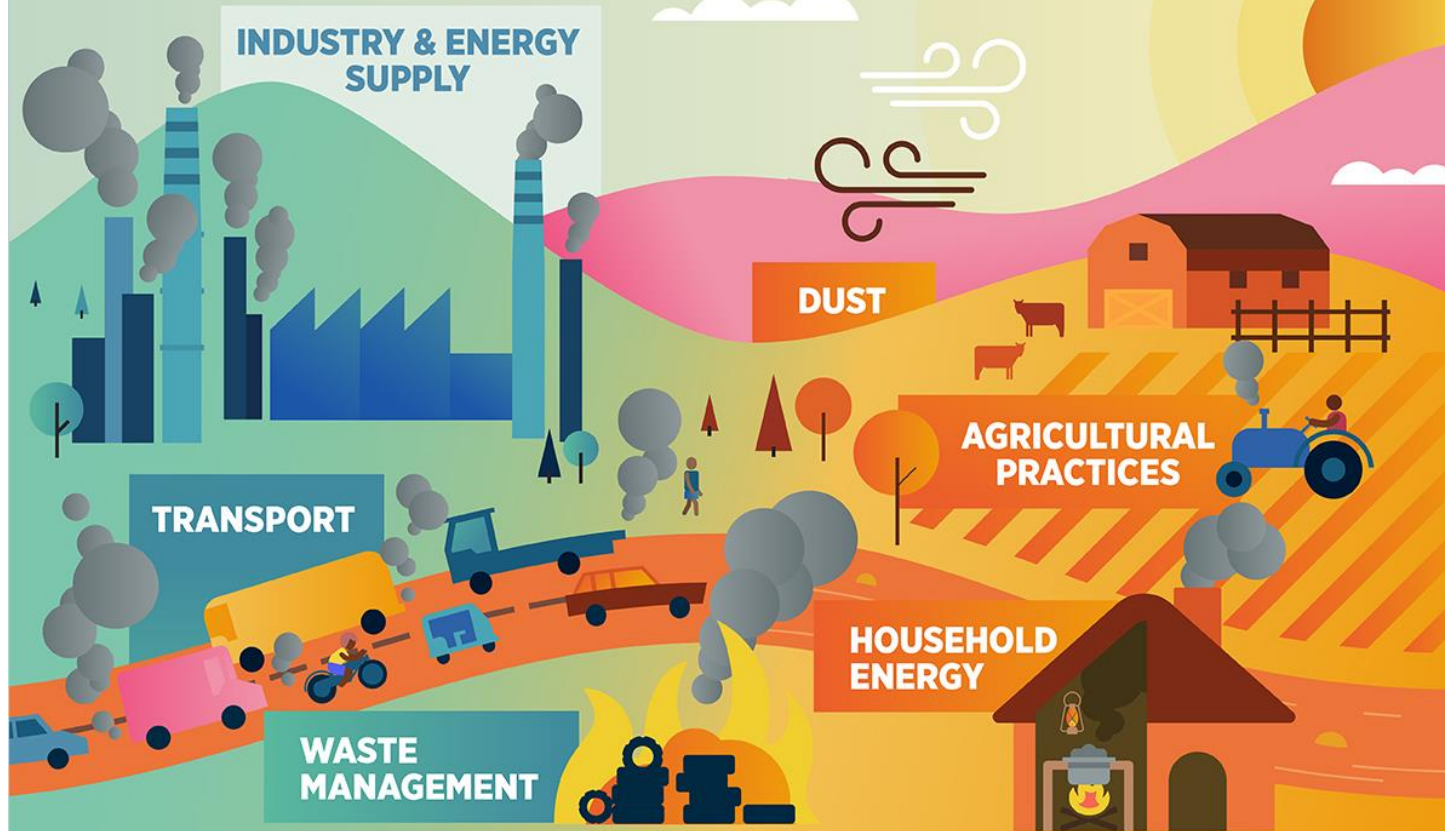 INDUSTRY & ENERGY
SUPPLY
DUST
AGRICULTURAL
PRACTICES
TRANSPORT
HOUSEHOLD
ENERGY
WASTE
MANAGEMENT